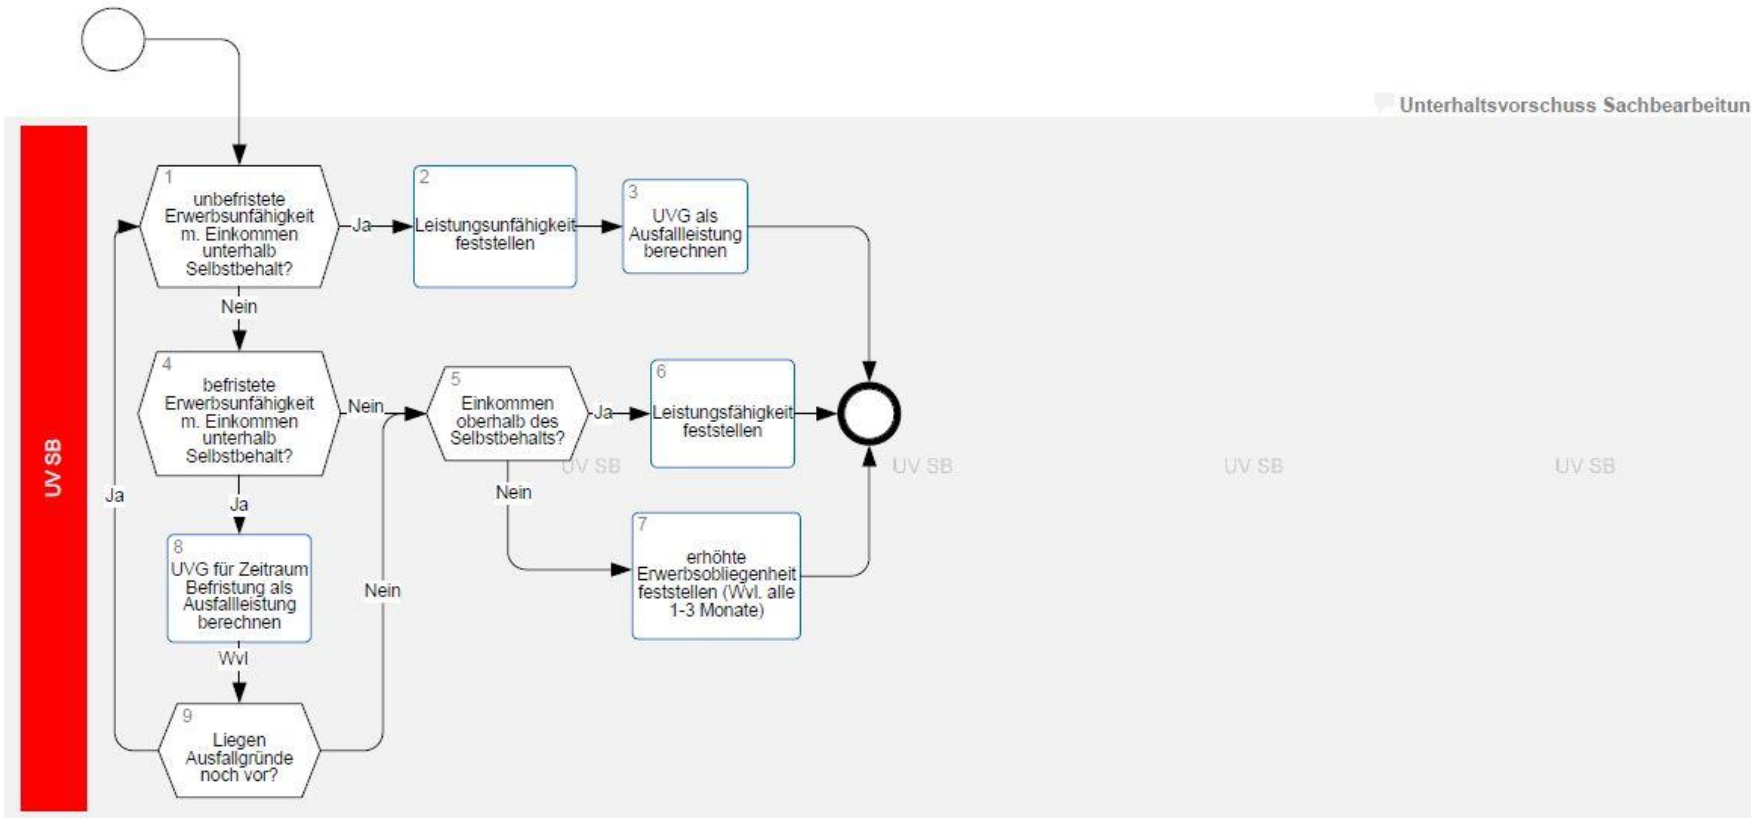 Unterhaltsvorschuss Sachbearbeitun
UV SB
1
unbefristete
Erwerbsunfähigkeit
m. Einkommen
unterhalb
Selbstbehalt?
Ja
2
Leistungsunfähigkeit
feststellen
3
UVG als
Ausfallleistung
berechnen
Nein
4
befristete
Erwerbsunfähigkeit
m. Einkommen
unterhalb
Selbstbehalt?
Nein
5
Einkommen
oberhalb des
Selbstbehalts?
Ja
6
Leistungsfähigkeit
feststellen
UV SB
UV SB
UV SB
UV SB
Nein
7
erhöhte
Erwerbsobliegenheit
feststellen (Wvl. alle
1-3 Monate)
Ja
8
UVG für Zeitraum
Befristung als
Ausfallleistung
berechnen
Wvl
9
Liegen
Ausfallgründe
noch vor?
Ja
Nein